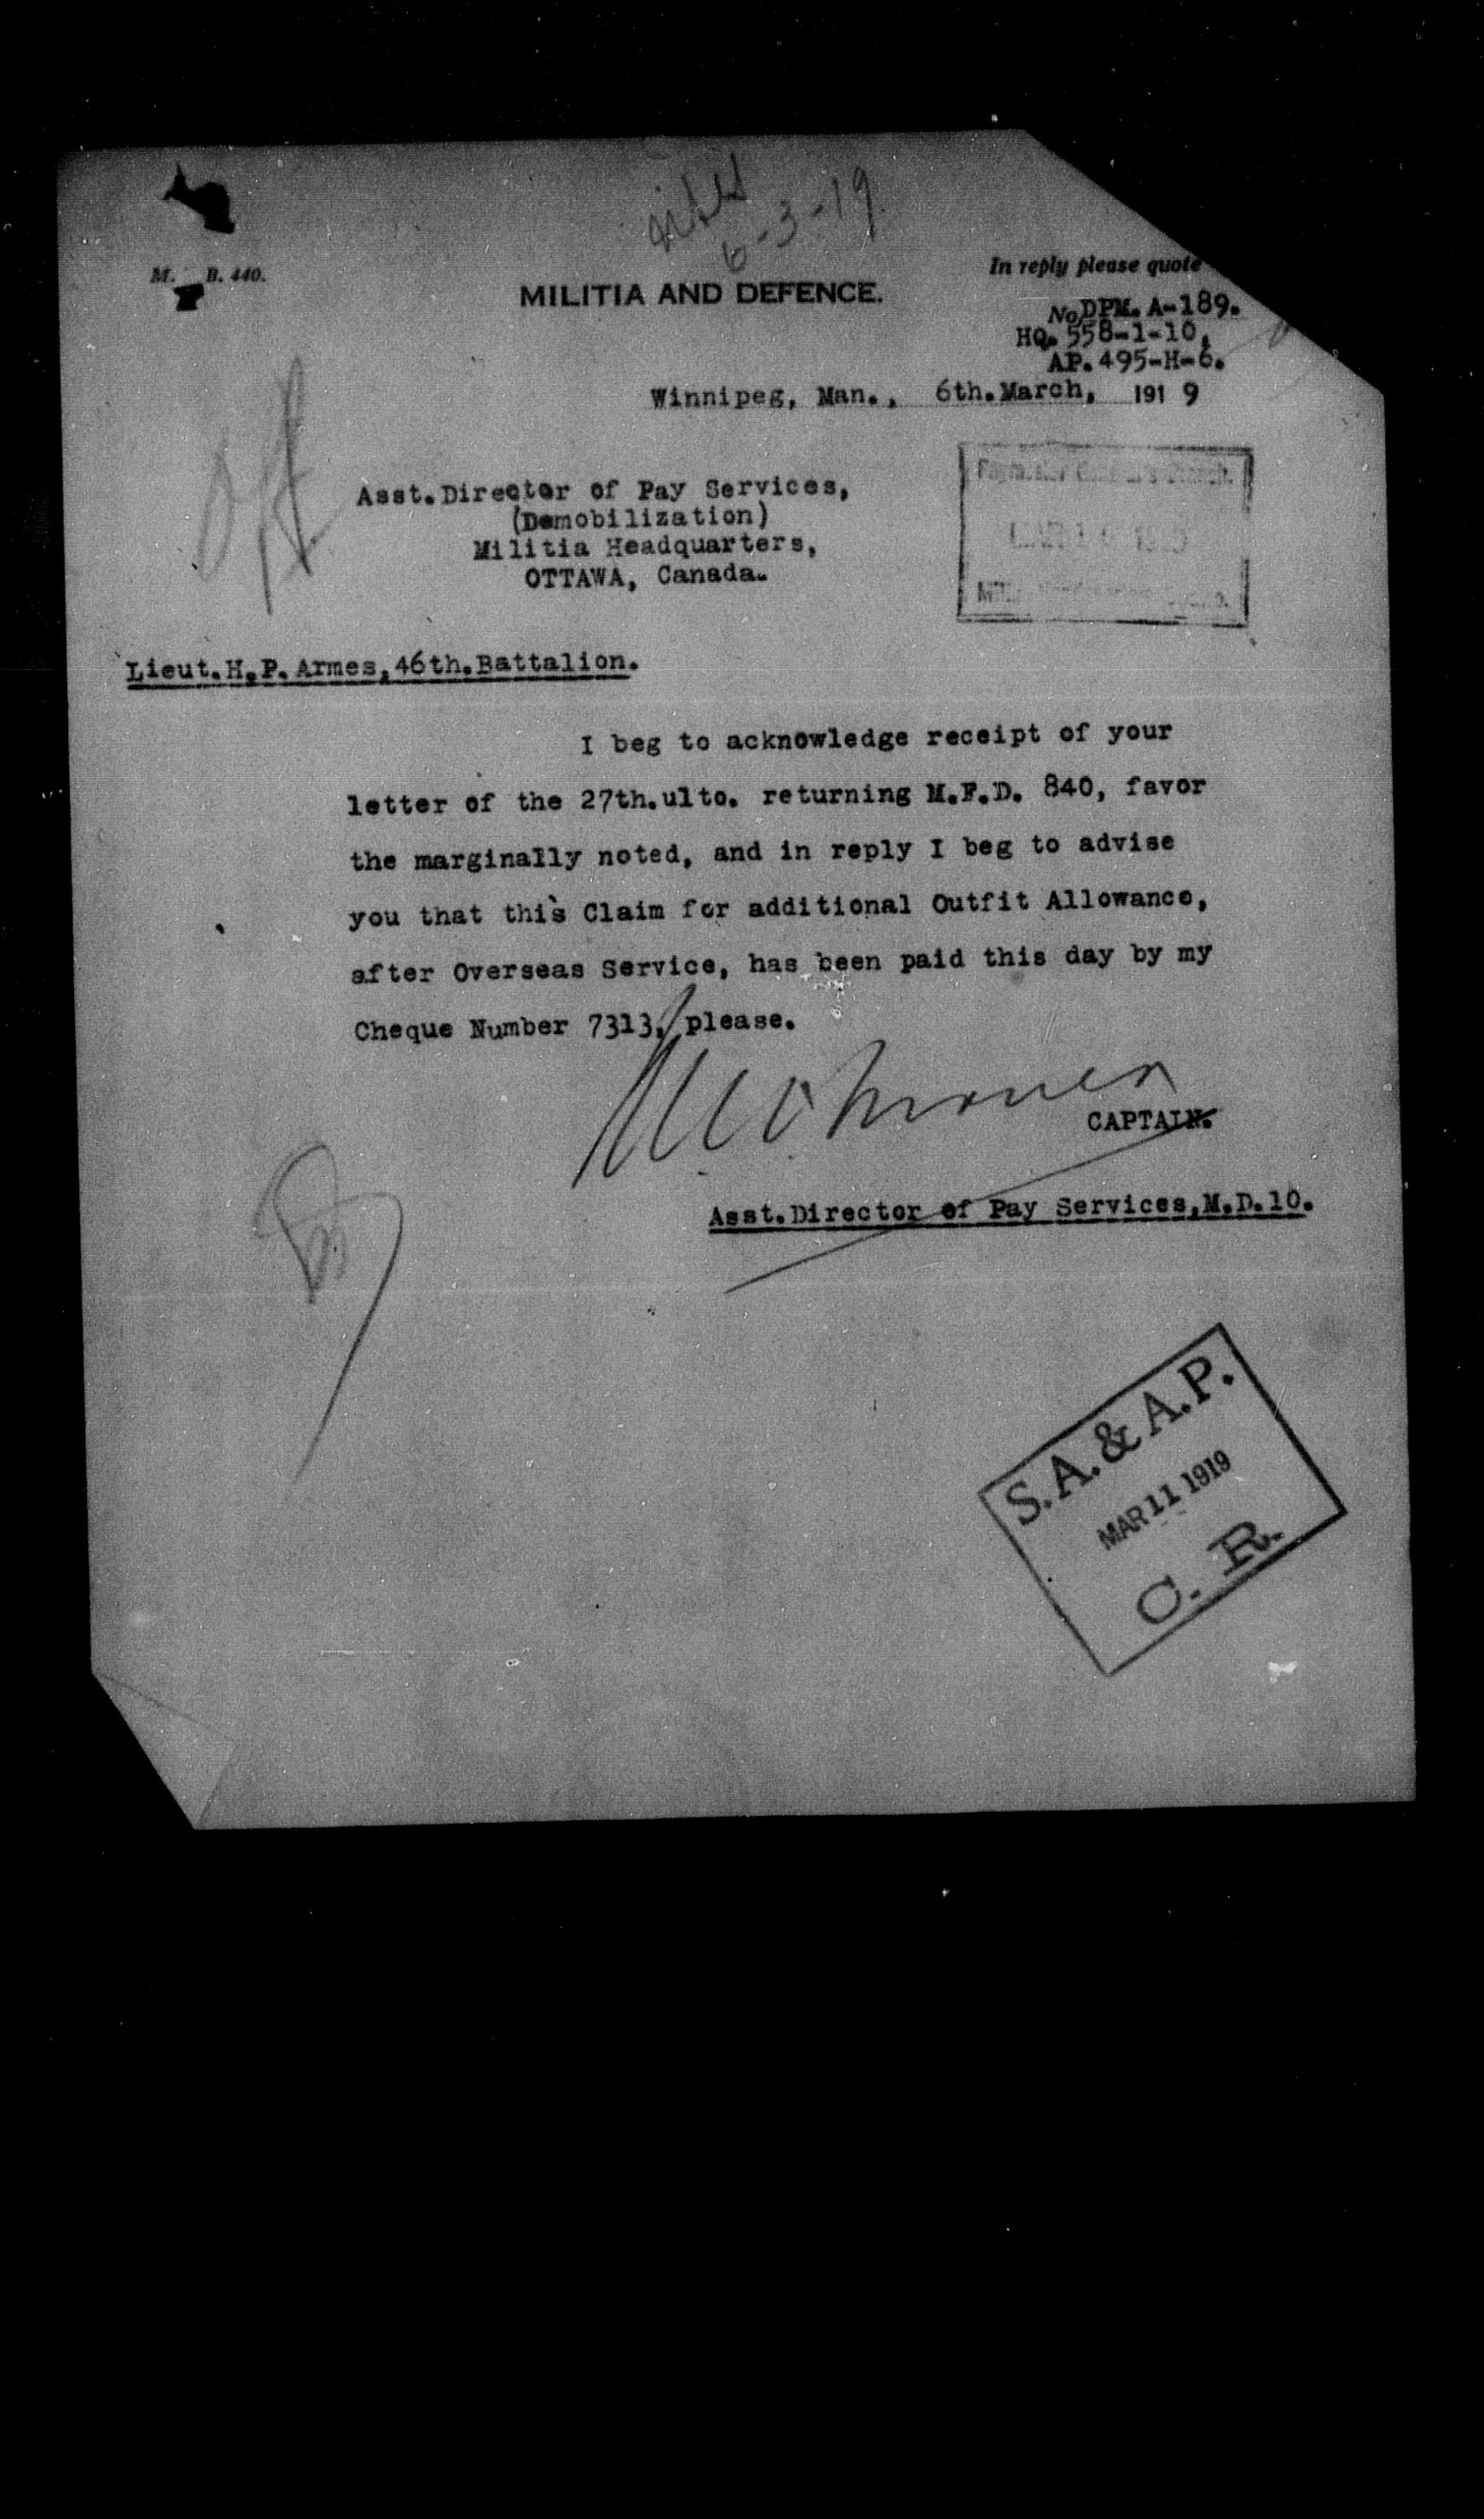 6-3-19.
M. B. 440.
In reply please quote
MILITIA AND DEFENCE.
No. DPM. A-189.
HQ. 558-1-10,
AP. 495-H-6.
Winnipeg, Man., 6th. March, 1919
Asst. Director of Pay Services,
(Demobilization)
Militia Headquarters,
OTTAWA, Canada.
Lieut. H.P. Armes, 46th. Battalion.
I beg to acknowledge receipt of your
letter of the 27th. ulto. returning M.F.D. 840, favor
the marginally noted, and in reply I beg to advise
you that this Claim for additional Outfit Allowance,
after Overseas Service, has been paid this day by my
Cheque Number 7313, please.
CAPTAIN.
Asst. Director of Pay Services, M.D.10.
S.A. & A.P.
MAR 11 1919
C. R.